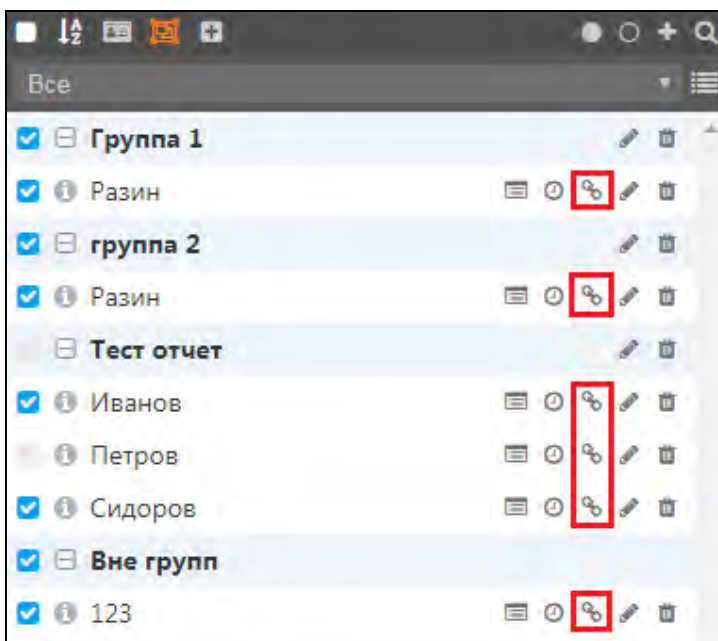 Все
Группа 1
Разин
группа 2
Разин
Тест отчет
Иванов
Петров
Сидоров
Вне групп
123